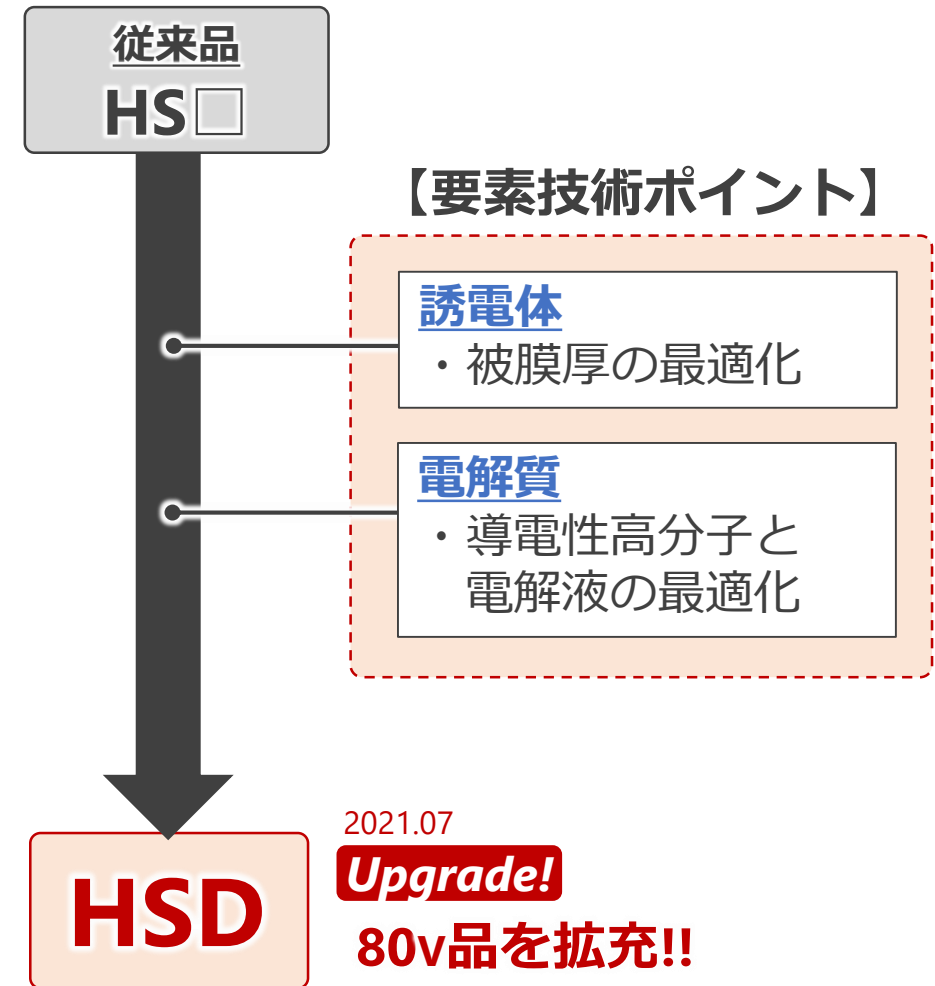 従来品
HS□
【要素技術ポイント】
誘電体
・被膜厚の最適化
電解質
・導電性高分子と
電解液の最適化
HSD
2021.07
Upgrade!
80V品を拡充!!